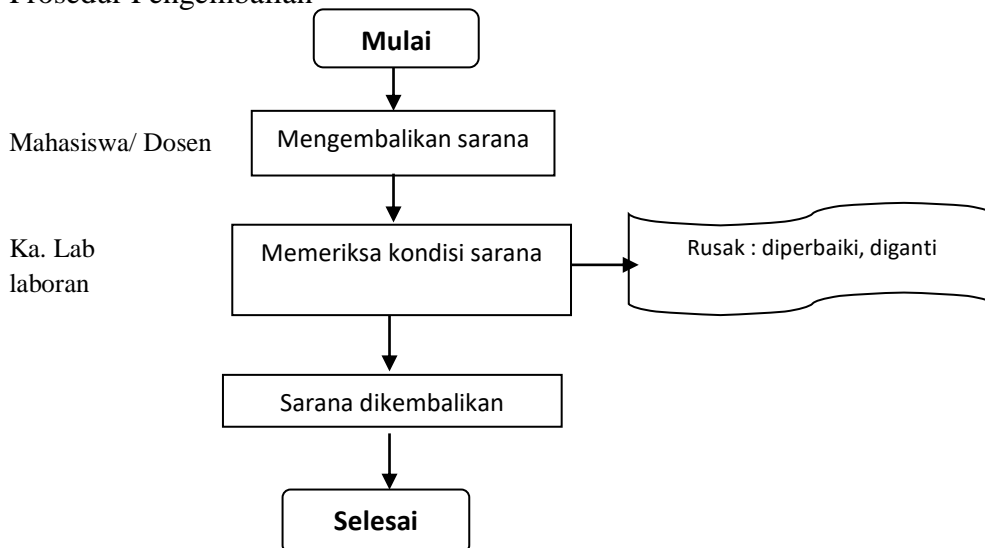 Prosedur Pengembalian
Mulai
Mahasiswa/ Dosen
Mengembalikan sarana
Ka. Lab
laboran
Memeriksa kondisi sarana
Rusak : diperbaiki, diganti
Sarana dikembalikan
Selesai